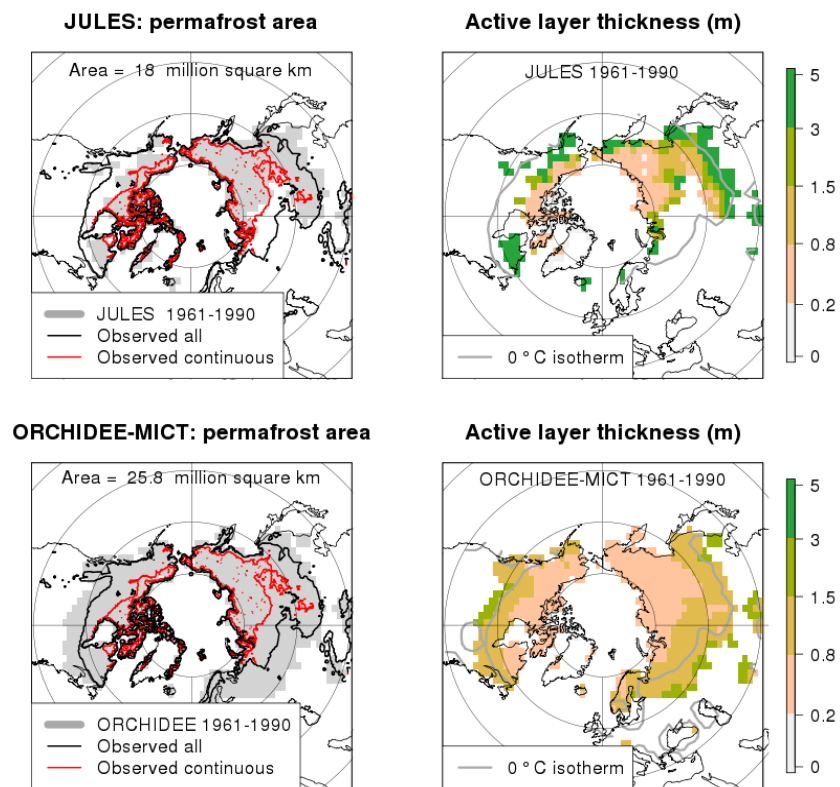 JULES: permafrost area
Area = 18 million square km
JULES 1961-1990
Observed all
Observed continuous
Active layer thickness (m)
JULES 1961-1990
0 ° C isotherm
5
3
1.5
0.8
0.2
0
ORCHIDEE-MICT: permafrost area
Area = 25.8 million square km
ORCHIDEE 1961-1990
Observed all
Observed continuous
Active layer thickness (m)
ORCHIDEE-MICT 1961-1990
0 ° C isotherm
5
3
1.5
0.8
0.2
0